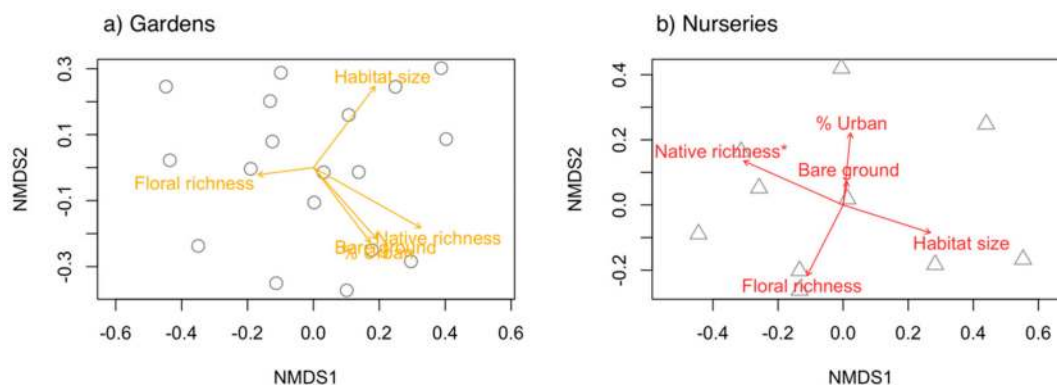 a) Gardens
NMDS2
0.3
0.1
-0.1
-0.3
Habitat size
Floral richness
Native richness
Bare ground
% Urban
-0.6
-0.4
-0.2
0.0
0.2
0.4
0.6
NMDS1
b) Nurseries
NMDS2
0.4
0.2
0.0
-0.2
% Urban
Native richness*
Bare ground
Habitat size
Floral richness
-0.6
-0.4
-0.2
0.0
0.2
0.4
0.6
NMDS1